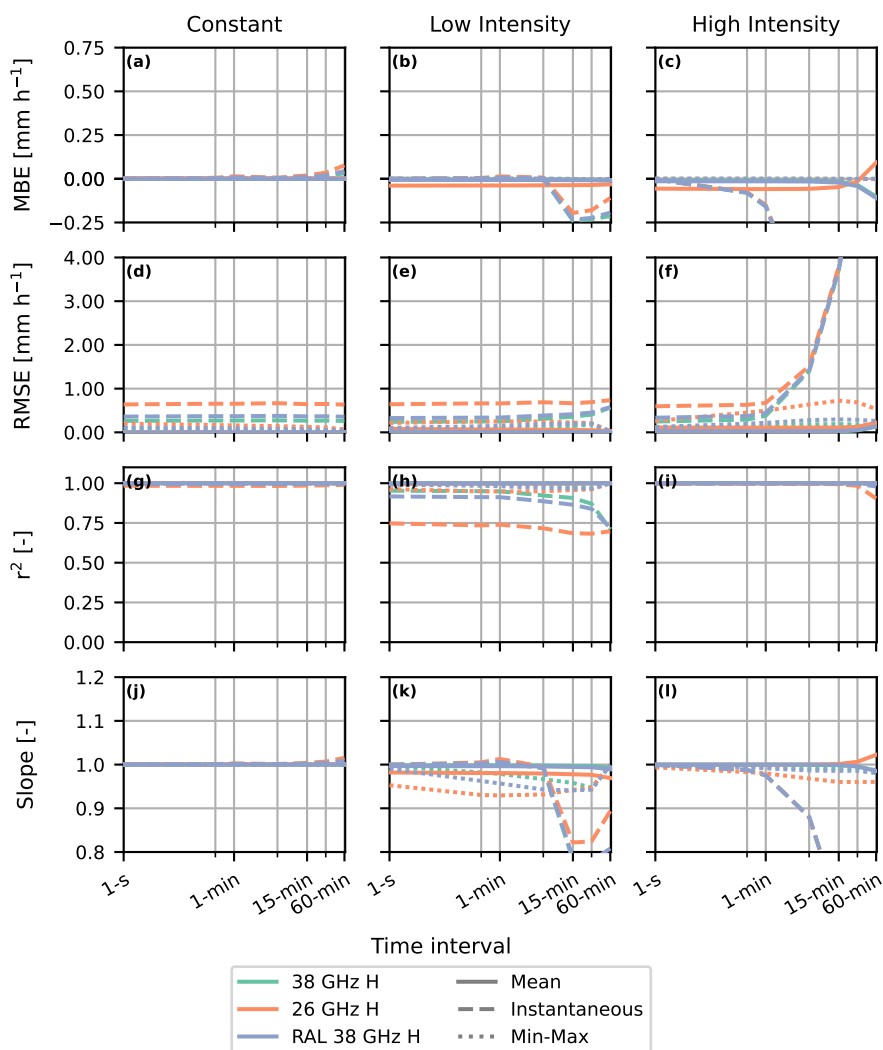 Constant Low Intensity High Intensity
MBE [mm h−1]
0.75
0.50
0.25
0.00
−0.25
(a) (b) (c)
RMSE [mm h−1]
4.00
3.00
2.00
1.00
0.00
(d) (e) (f)
r2 [-]
1.00
0.75
0.50
0.25
0.00
(g) (h) (i)
Slope [-]
1.2
1.1
1.0
0.9
0.8
(j) (k) (l)
1-s 1-min 15-min 60-min 1-s 1-min 15-min 60-min 1-s 1-min 15-min 60-min
Time interval
38 GHz H Mean
26 GHz H Instantaneous
RAL 38 GHz H Min-Max